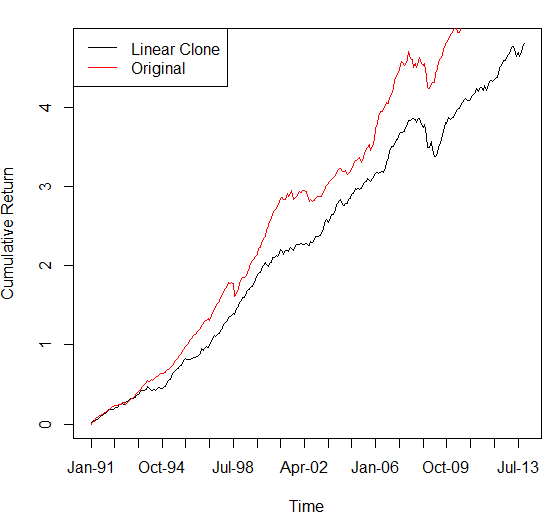 Linear Clone
Original
Cumulative Return
4
3
2
1
0
Jan-91 Oct-94 Jul-98 Apr-02 Jan-06 Oct-09 Jul-13
Time